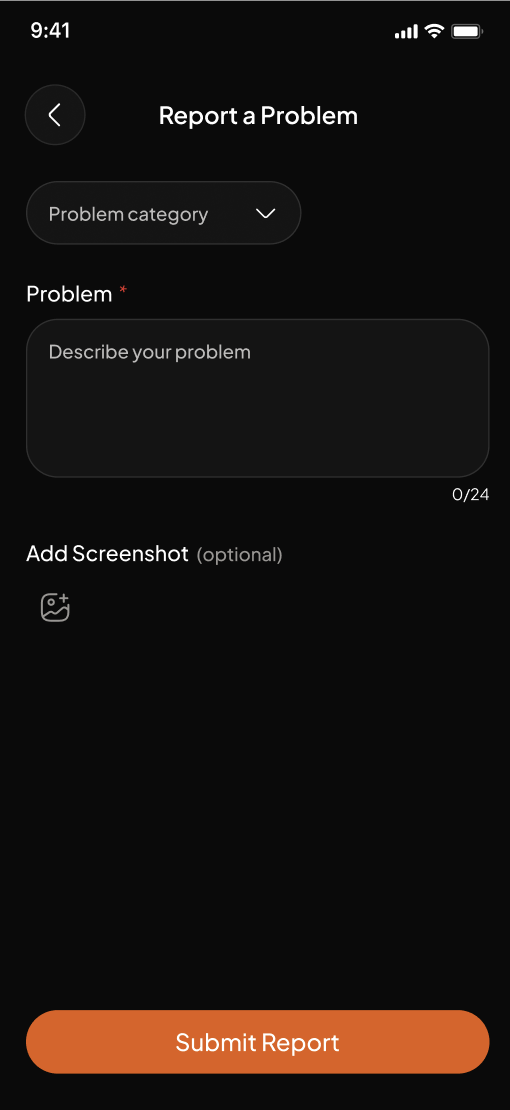 9:41
Report a Problem
Problem category
Problem *
Describe your problem
0/24
Add Screenshot (optional)
Submit Report